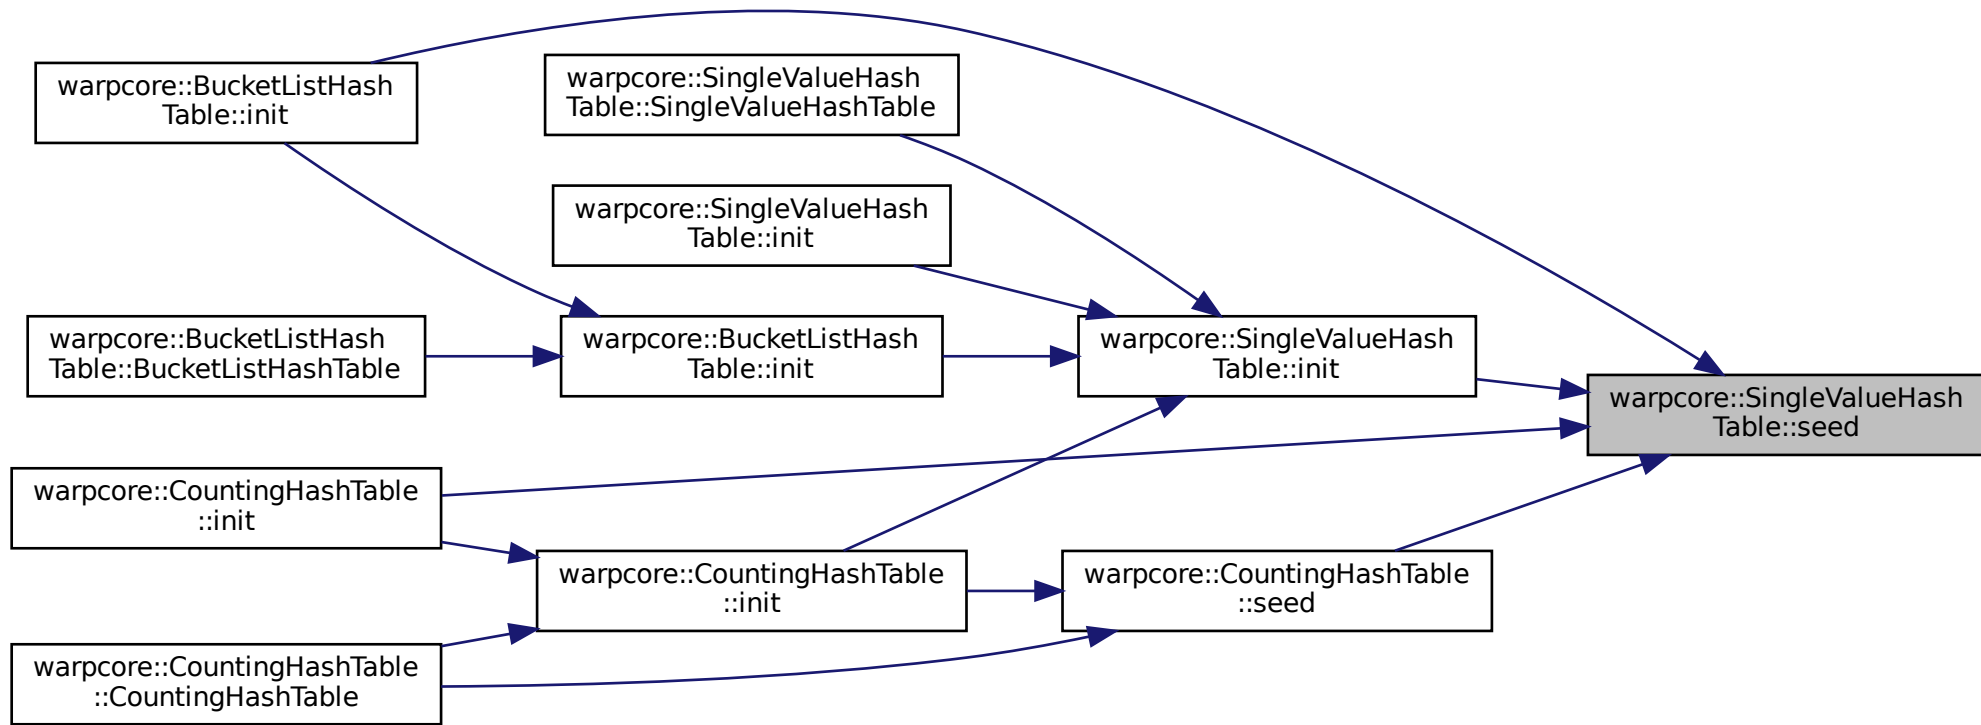 warpcore::BucketListHash
Table::init
warpcore::SingleValueHash
Table::SingleValueHashTable
warpcore::SingleValueHash
Table::init
warpcore::BucketListHash
Table::BucketListHashTable
warpcore::BucketListHash
Table::init
warpcore::SingleValueHash
Table::init
warpcore::SingleValueHash
Table::seed
warpcore::CountingHashTable
::init
warpcore::CountingHashTable
::init
warpcore::CountingHashTable
::seed
warpcore::CountingHashTable
::CountingHashTable